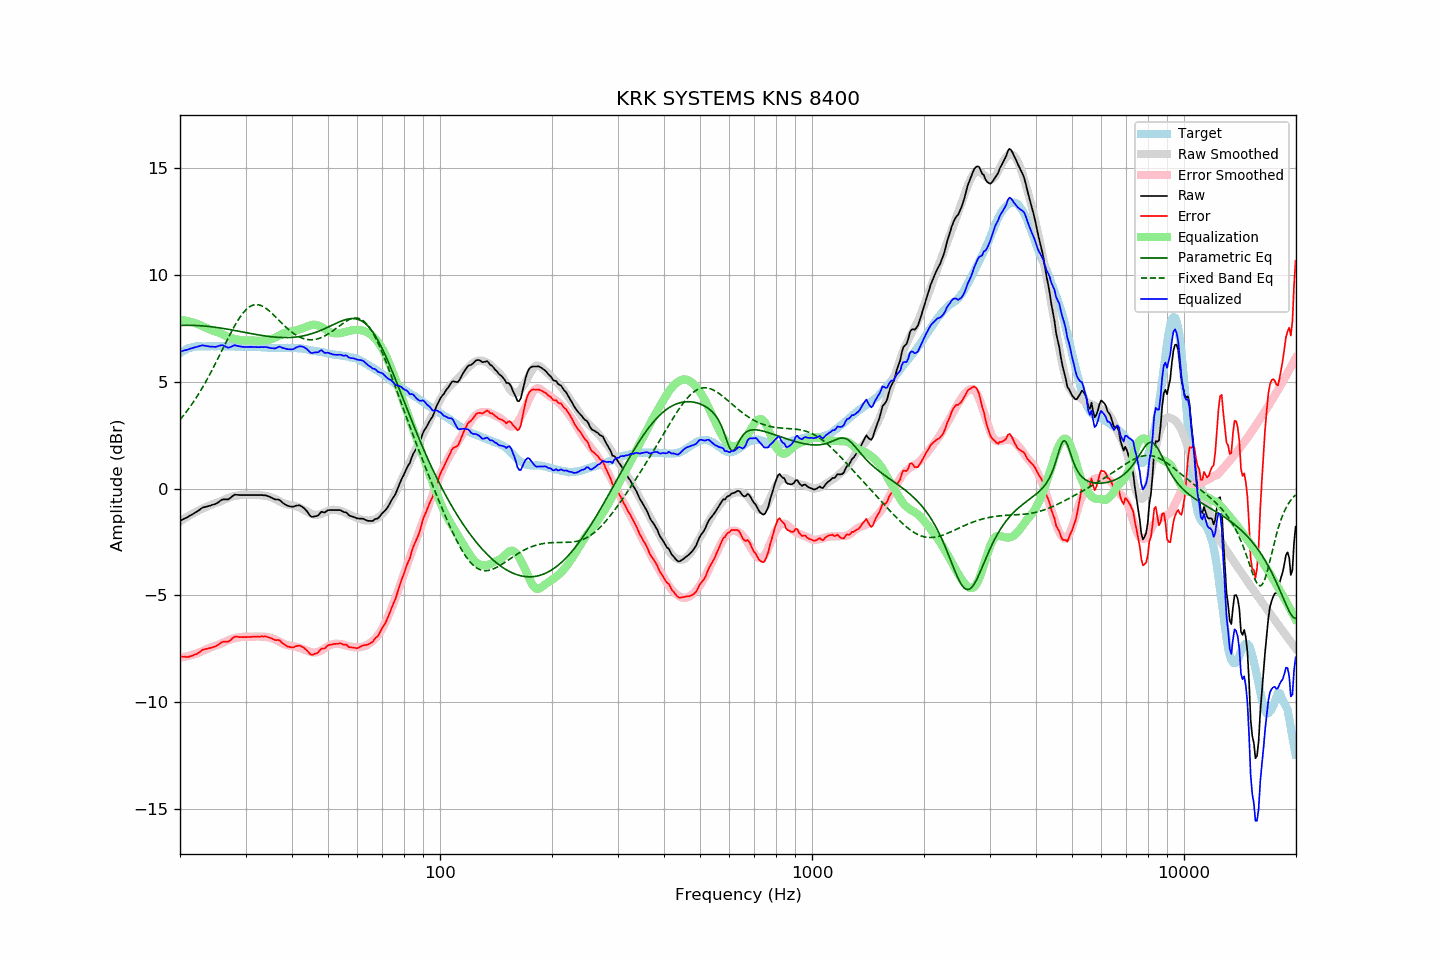 KRK SYSTEMS KNS 8400
Target
Raw Smoothed
Error Smoothed
Raw
Error
Equalization
Parametric Eq
Fixed Band Eq
Equalized
15
10
5
0
−5
−10
−15
Amplitude (dBr)
100
1000
10000
Frequency (Hz)